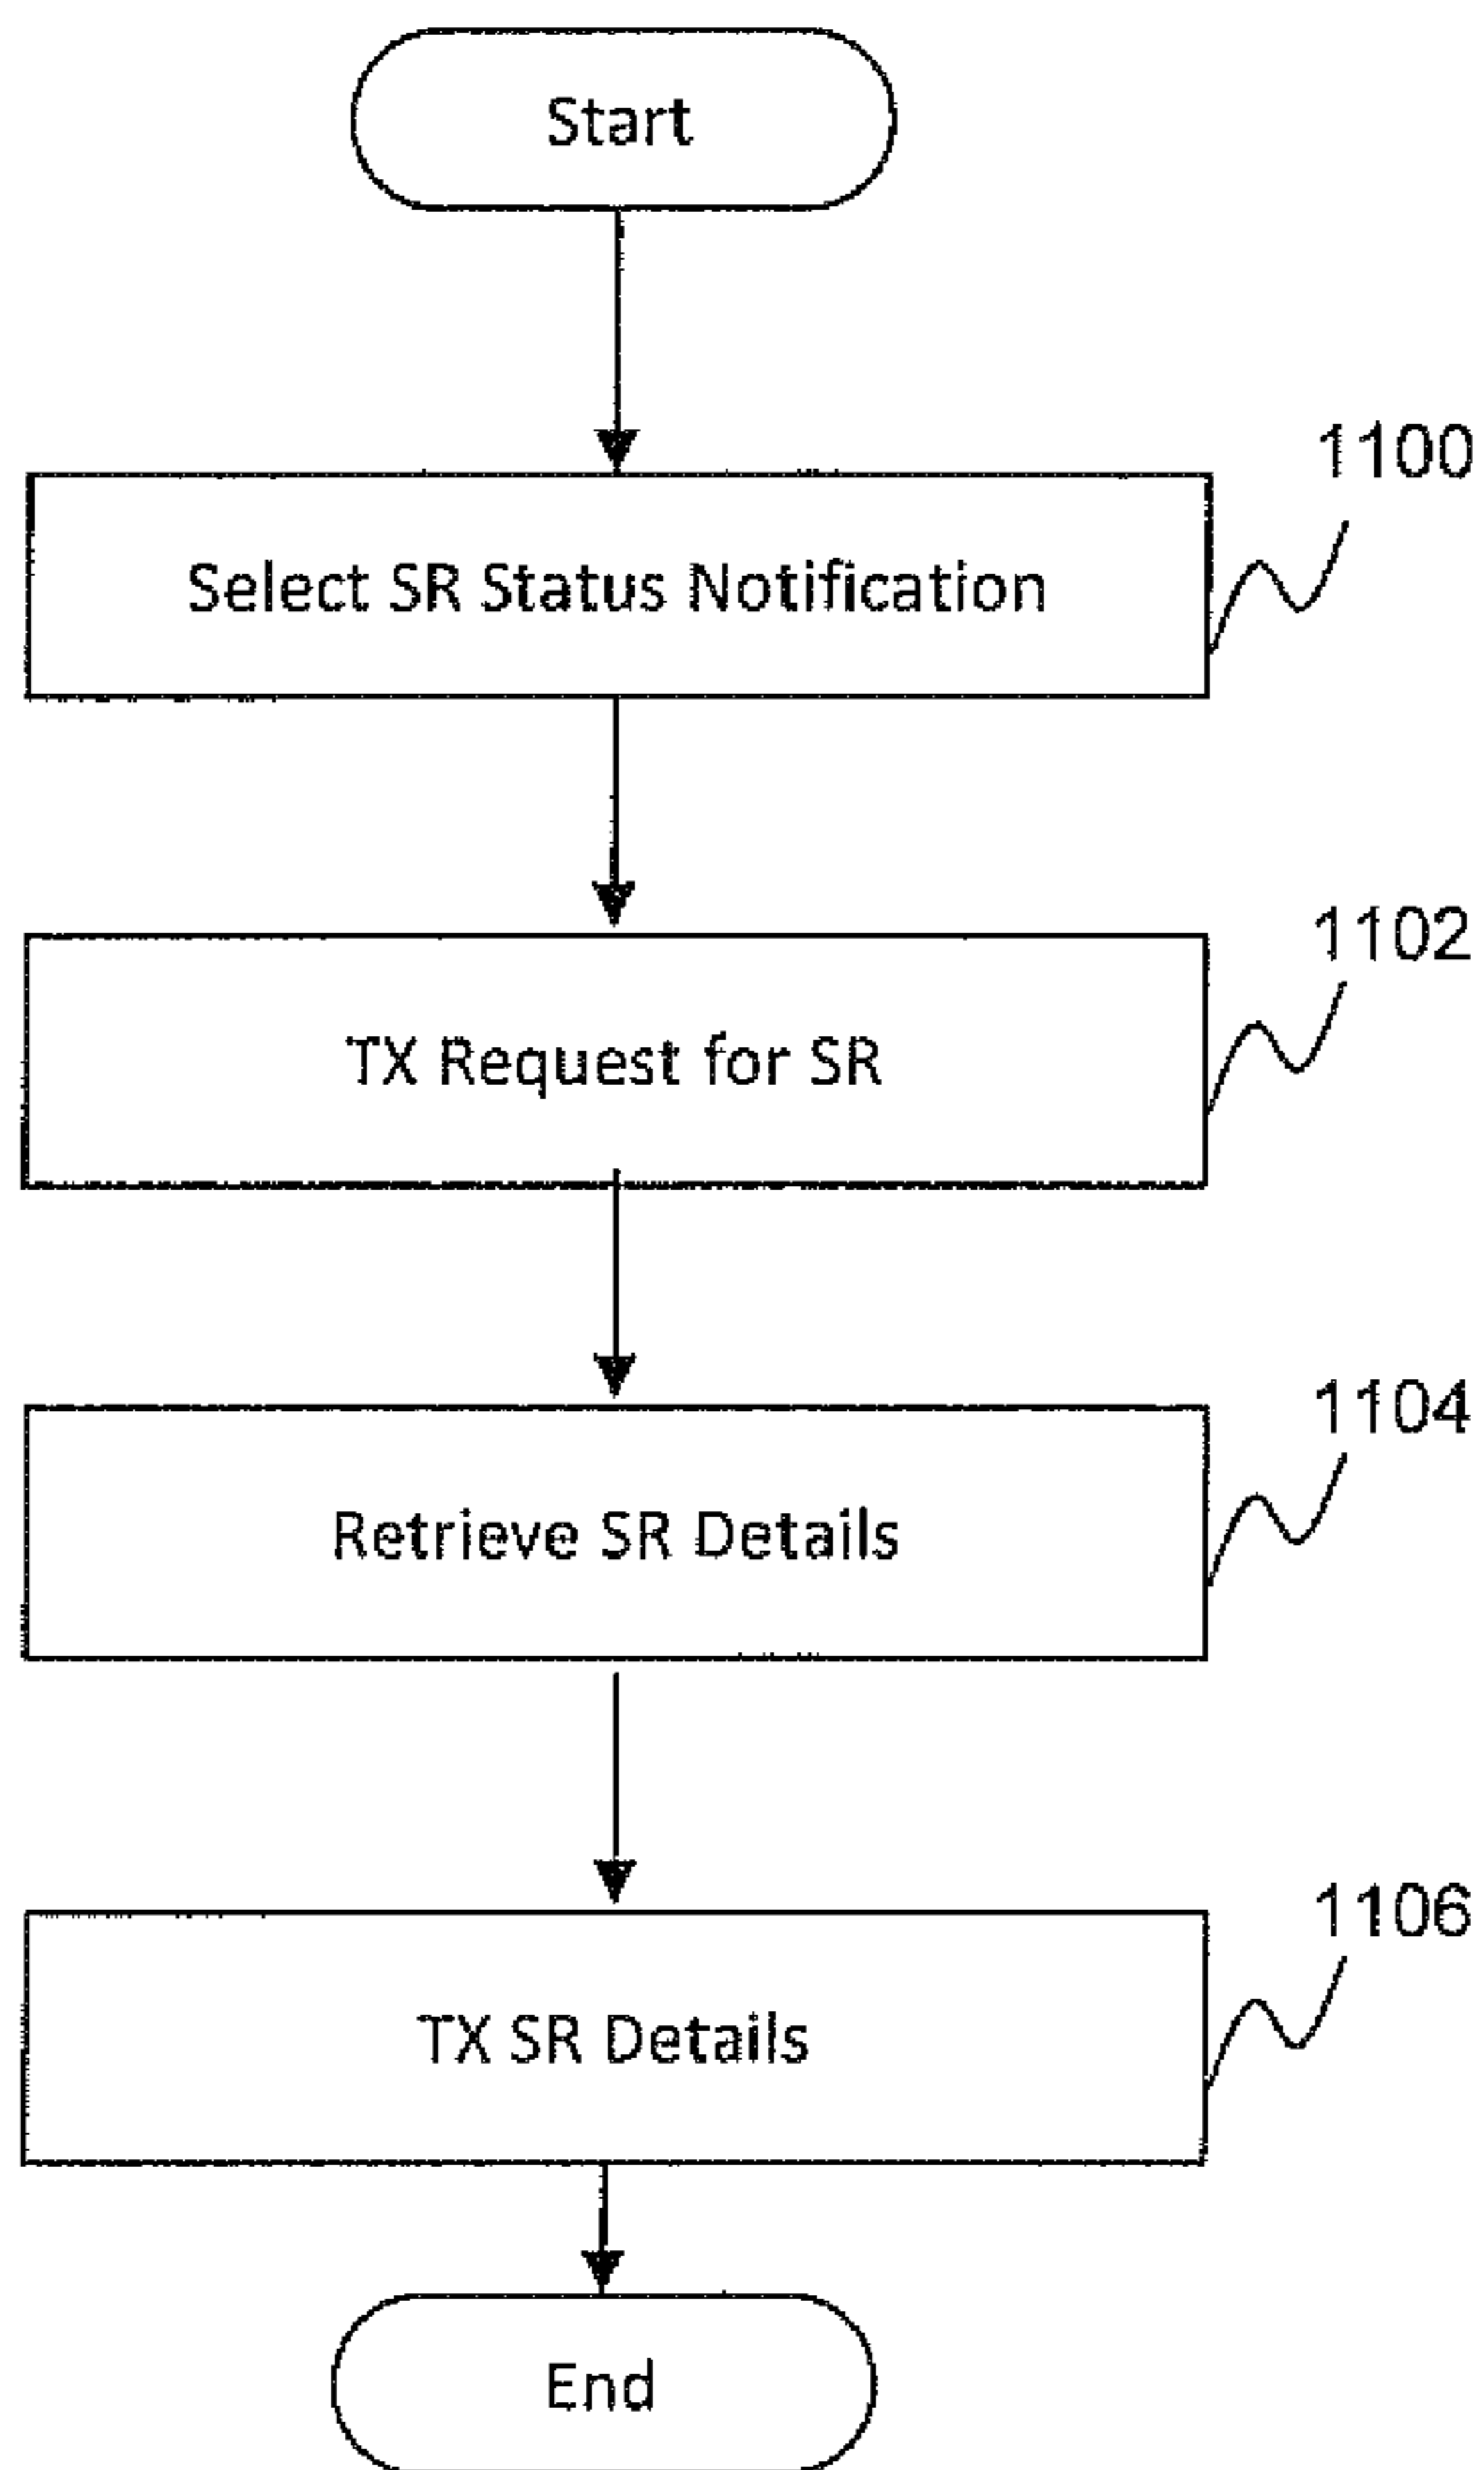 Start
1100
Select SR Status Notification
1102
TX Request for SR
1104
Retrieve SR Details
1106
TX SR Details
End